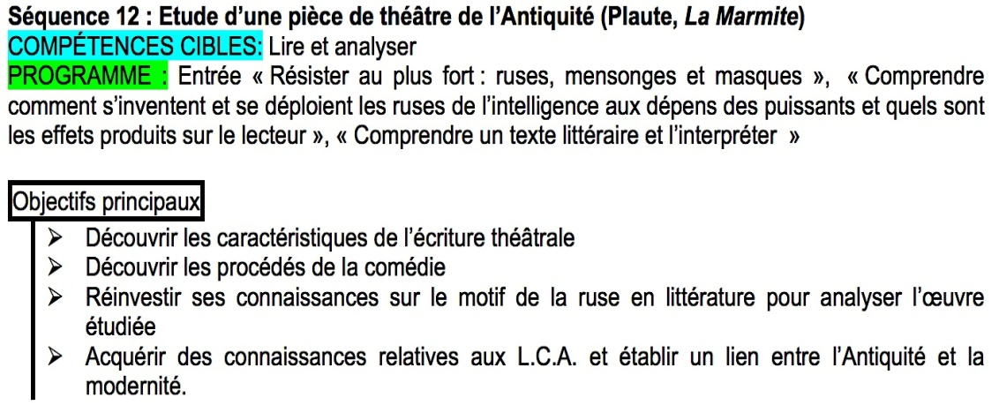 Séquence 12 : Etude d’une pièce de théâtre de l’Antiquité (Plaute, La Marmite)
COMPÉTENCES CIBLES: Lire et analyser
PROGRAMME : Entrée « Résister au plus fort : ruses, mensonges et masques », « Comprendre
comment s’inventent et se déploient les ruses de l’intelligence aux dépens des puissants et quels sont
les effets produits sur le lecteur », « Comprendre un texte littéraire et l’interpréter »
Objectifs principaux
➤ Découvrir les caractéristiques de l’écriture théâtrale
➤ Découvrir les procédés de la comédie
➤ Réinvestir ses connaissances sur le motif de la ruse en littérature pour analyser l’œuvre
étudiée
➤ Acquérir des connaissances relatives aux L.C.A. et établir un lien entre l’Antiquité et la
modernité.